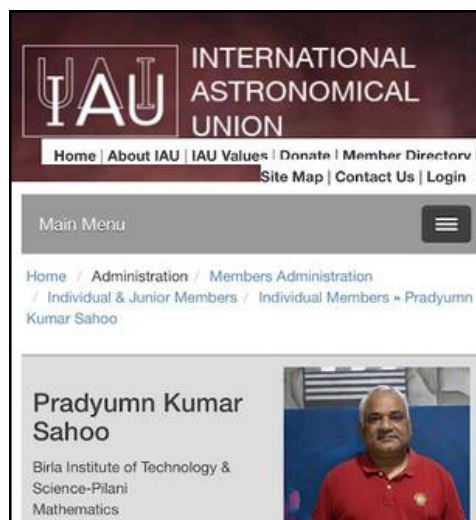 IAU
INTERNATIONAL
ASTRONOMICAL
UNION
Home | About IAU | IAU Values | Donate | Member Directory |
Site Map | Contact Us | Login
Main Menu
Home / Administration / Members Administration
/ Individual & Junior Members / Individual Members » Pradyumn
Kumar Sahoo
Pradyumn Kumar
Sahoo
Birla Institute of Technology &
Science-Pilani
Mathematics